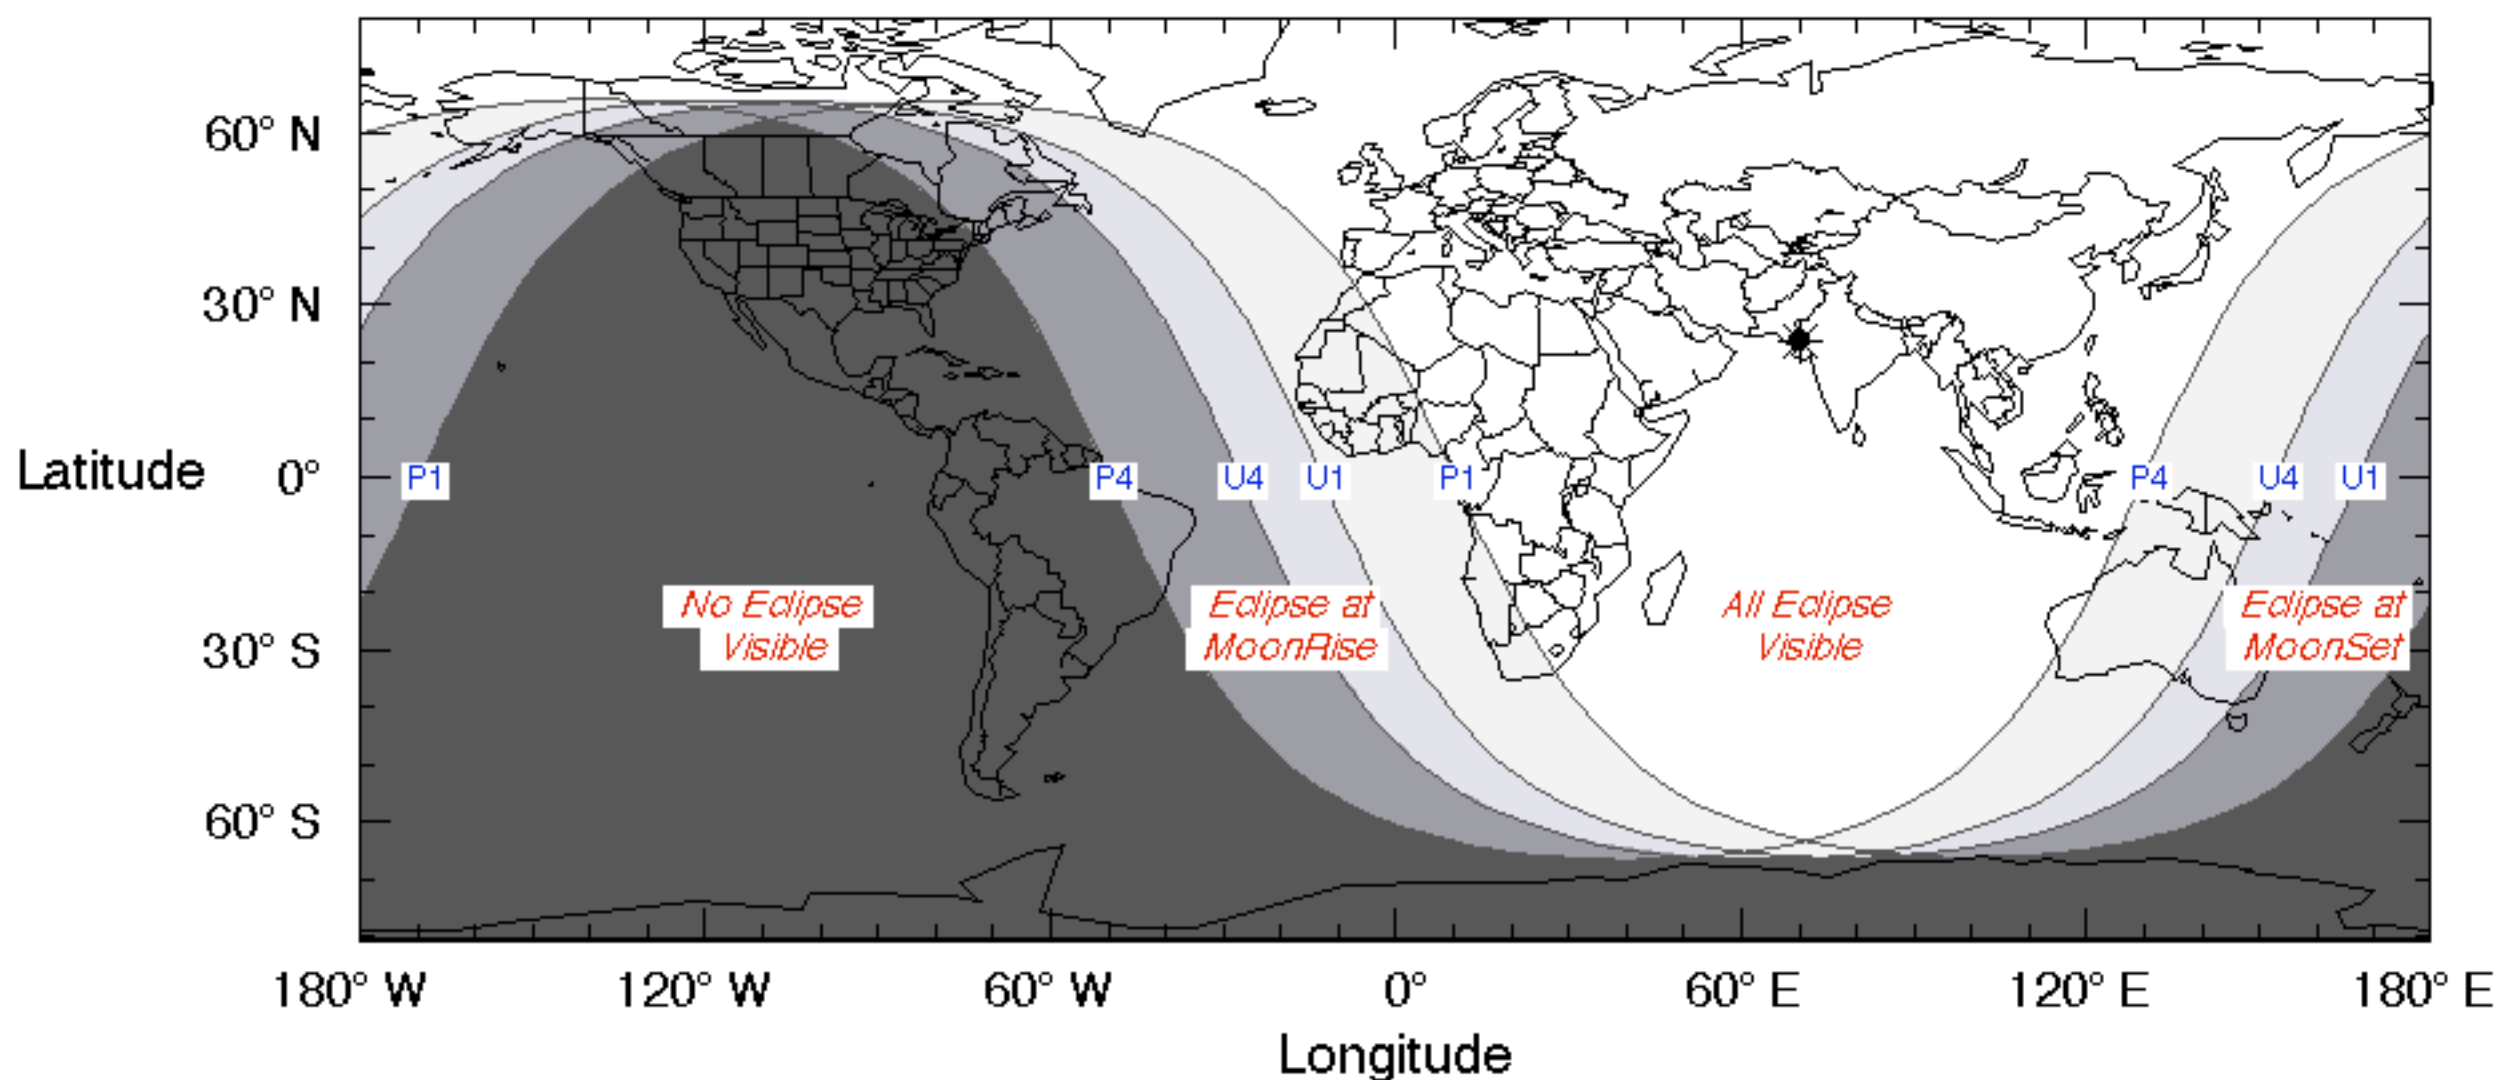 60° N
30° N
Latitude 0°
P1 P4 U4 U1 P1 P4 U4 U1
No Eclipse Eclipse at All Eclipse Eclipse at
Visible MoonRise Visible MoonSet
30° S
60° S
180° W 120° W 60° W 0° 60° E 120° E 180° E
Longitude